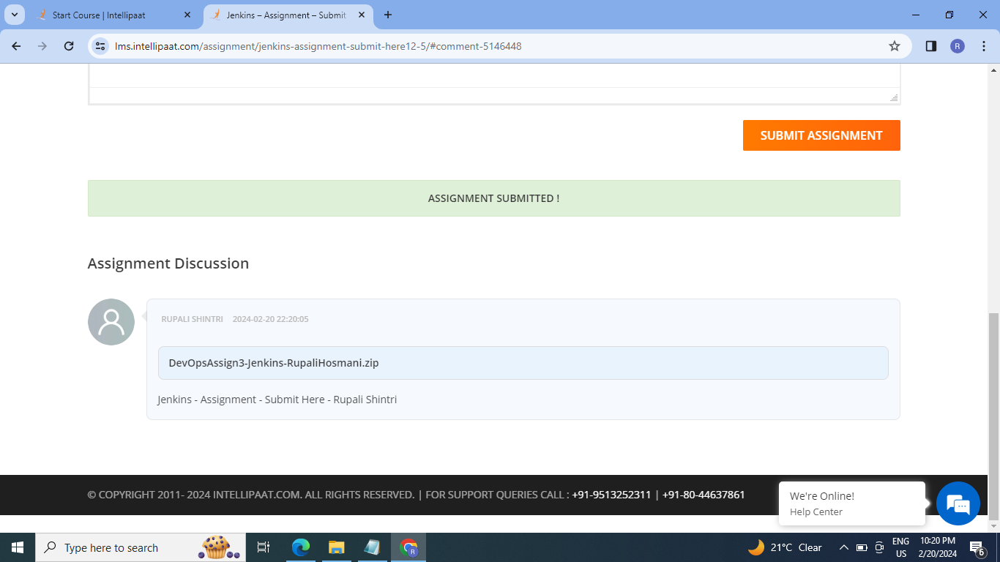 Start Course | Intellipaat
Jenkins – Assignment – Submit
lms.intellipaat.com/assignment/jenkins-assignment-submit-here12-5/#comment-5146448
R
SUBMIT ASSIGNMENT
ASSIGNMENT SUBMITTED !
Assignment Discussion
RUPALI SHINTRI 2024-02-20 22:20:05
DevOpsAssign3-Jenkins-RupaliHosmani.zip
Jenkins - Assignment - Submit Here - Rupali Shintri
© COPYRIGHT 2011- 2024 INTELLIPAAT.COM. ALL RIGHTS RESERVED. | FOR SUPPORT QUERIES CALL : +91-9513252311 | +91-80-44637861
We're Online!
Help Center
Type here to search
R
21°C Clear
ENG
US
10:20 PM
2/20/2024
6